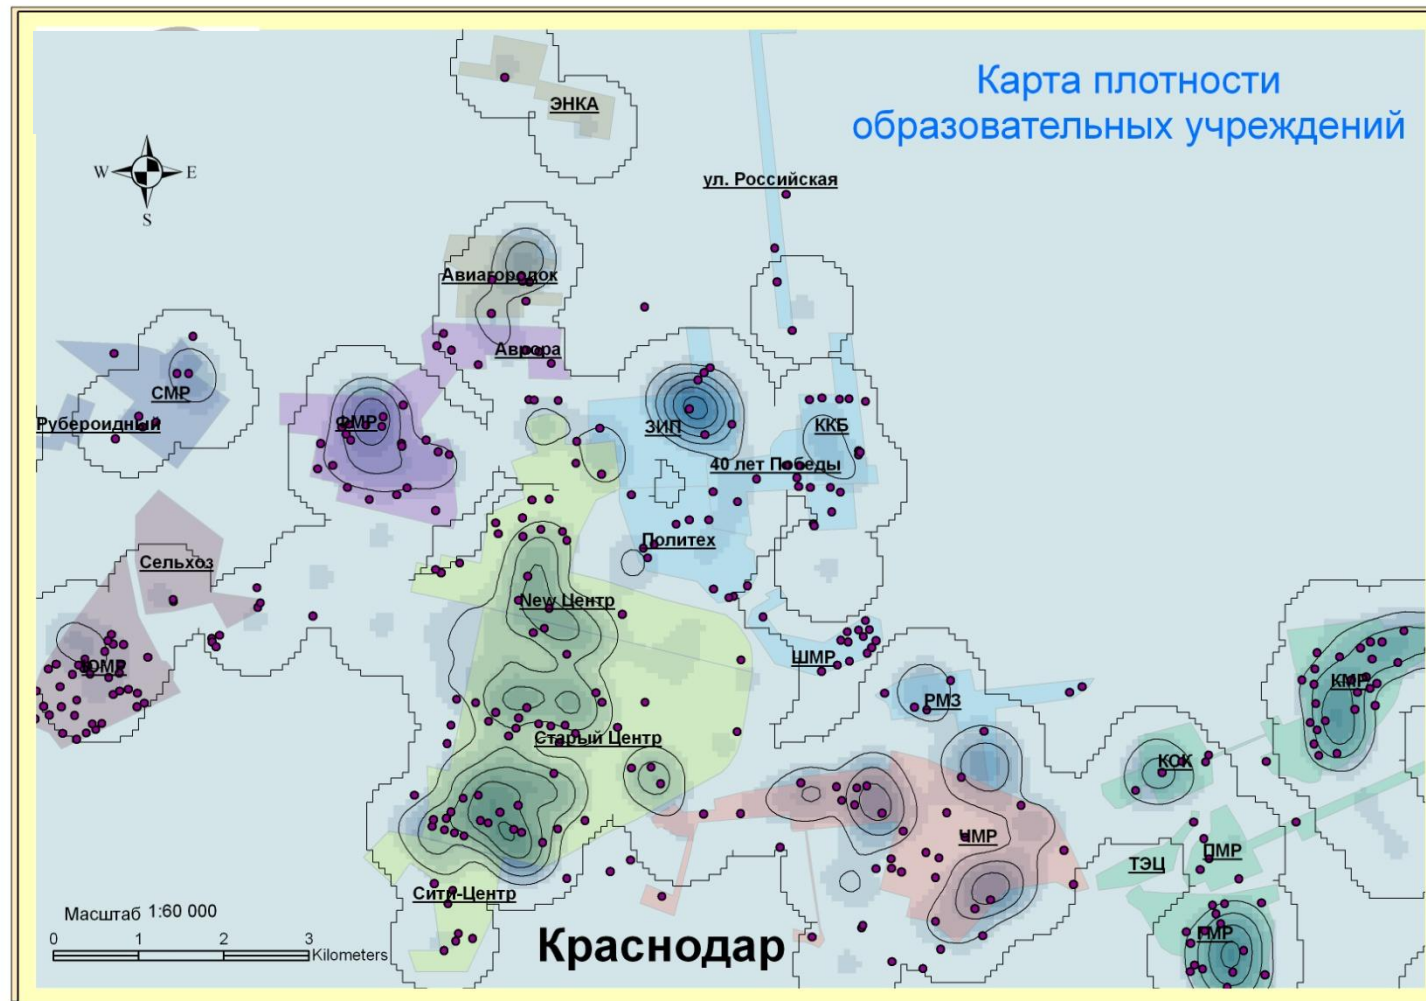 Карта плотности
образовательных учреждений
ЭНКА
W E
S
ул. Российская
Авиагородок
Аврора
СМР
Рубероидный
ФМР
ЗИП
ККБ
40 лет Победы
Политех
Сельхоз
New Центр
ЮМР
ШМР
РМЗ
КМР
Старый Центр
КСК
ЧМР
ТЭЦ
ПМР
Сити-Центр
ГМР
Масштаб 1:60 000
0 1 2 3
Kilometers
Краснодар